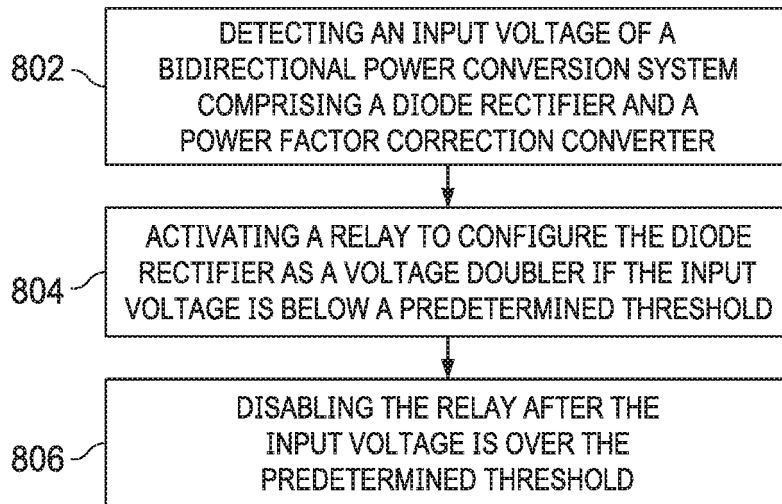 802
DETECTING AN INPUT VOLTAGE OF A
BIDIRECTIONAL POWER CONVERSION SYSTEM
COMPRISING A DIODE RECTIFIER AND A
POWER FACTOR CORRECTION CONVERTER
804
ACTIVATING A RELAY TO CONFIGURE THE DIODE
RECTIFIER AS A VOLTAGE DOUBLER IF THE INPUT
VOLTAGE IS BELOW A PREDETERMINED THRESHOLD
806
DISABLING THE RELAY AFTER THE
INPUT VOLTAGE IS OVER THE
PREDETERMINED THRESHOLD